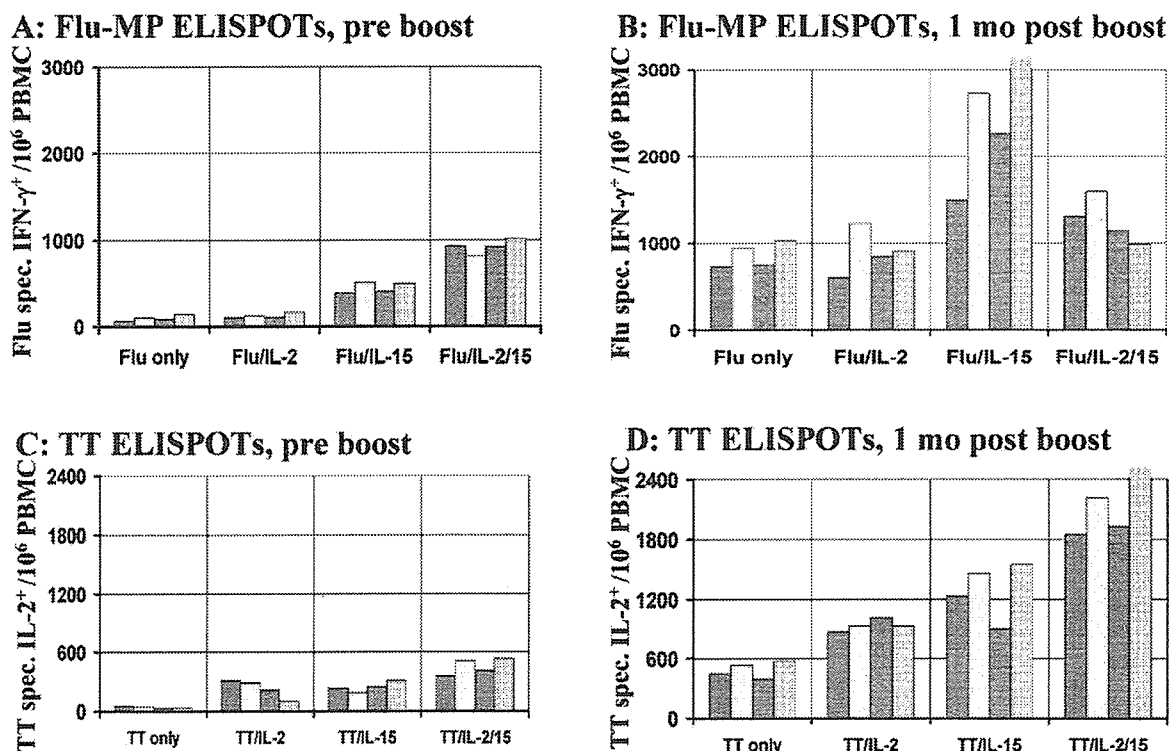 A: Flu-MP ELISPOTs, pre boost
Flu spec. IFN-γ⁺ /10⁶ PBMC
3000
2000
1000
0
Flu only Flu/IL-2 Flu/IL-15 Flu/IL-2/15
B: Flu-MP ELISPOTs, 1 mo post boost
Flu spec. IFN-γ⁺ /10⁶ PBMC
3000
2000
1000
0
Flu only Flu/IL-2 Flu/IL-15 Flu/IL-2/15
C: TT ELISPOTs, pre boost
TT spec. IL-2⁺ /10⁶ PBMC
2400
1800
1200
600
0
TT only TT/IL-2 TT/IL-15 TT/IL-2/15
D: TT ELISPOTs, 1 mo post boost
TT spec. IL-2⁺ /10⁶ PBMC
2400
1800
1200
600
0
TT only TT/IL-2 TT/IL-15 TT/IL-2/15